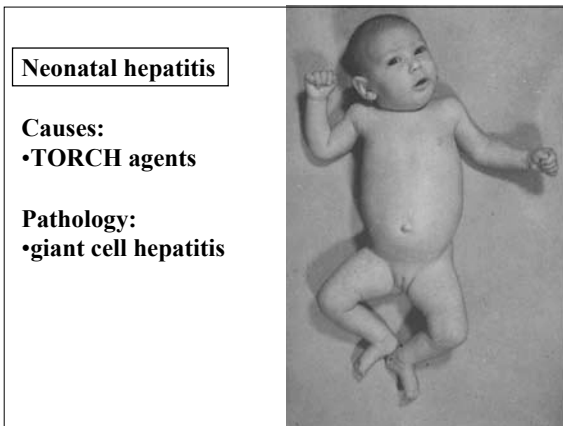 Neonatal hepatitis
Causes:
•TORCH agents
Pathology:
•giant cell hepatitis